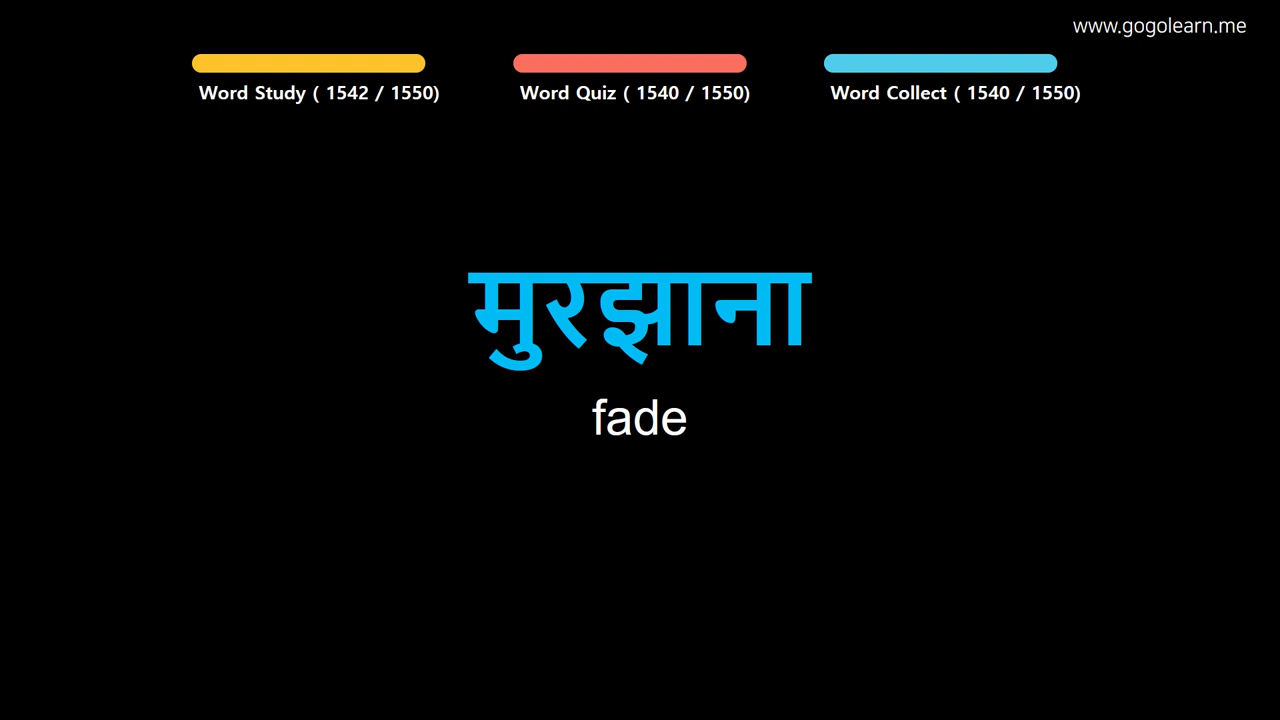 www.gogolearn.me
Word Study ( 1542 / 1550)
Word Quiz ( 1540 / 1550)
Word Collect ( 1540 / 1550)
मुरझाना
fade